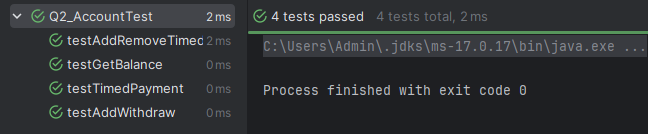 Q2_AccountTest 2 ms
testAddRemoveTimed 2 ms
testGetBalance 0 ms
testTimedPayment 0 ms
testAddWithdraw 0 ms
4 tests passed 4 tests total, 2 ms
C:\Users\Admin\.jdks\ms-17.0.17\bin\java.exe ...
Process finished with exit code 0